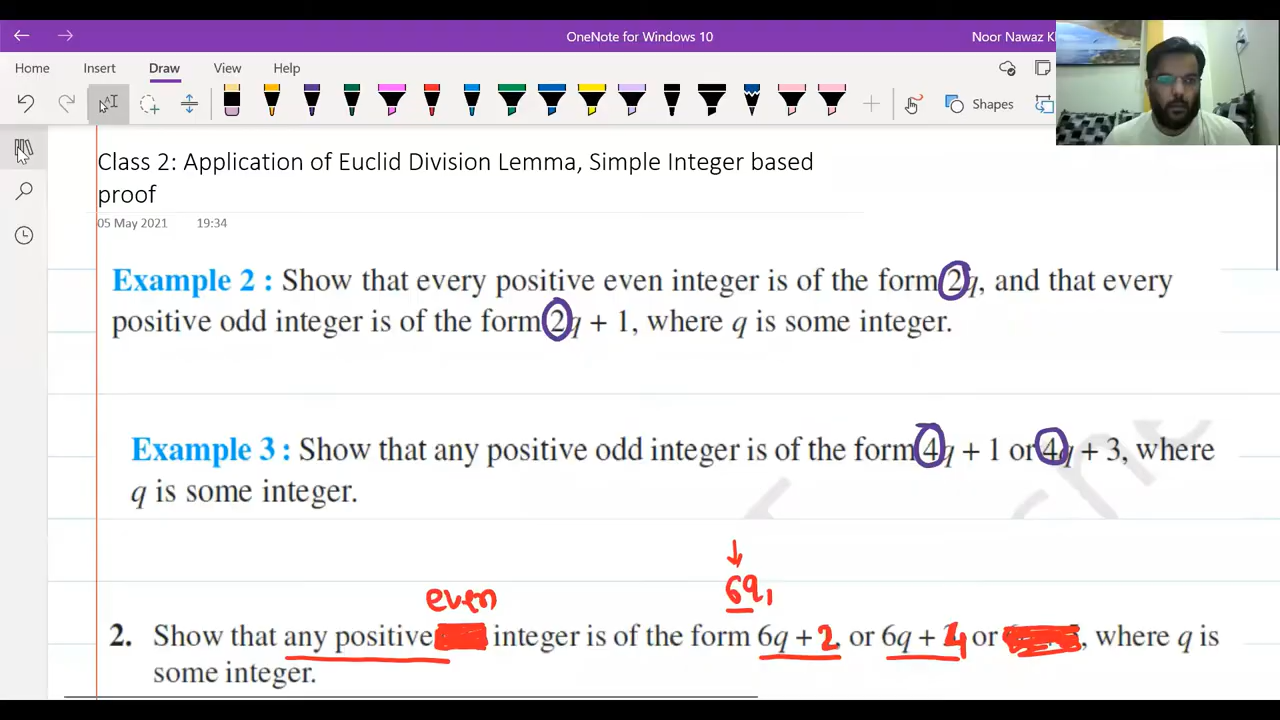 OneNote for Windows 10
Noor Nawaz
Home Insert Draw View Help
Shapes
Class 2: Application of Euclid Division Lemma, Simple Integer based
proof
05 May 2021 19:34
Example 2 : Show that every positive even integer is of the form 2q, and that every
positive odd integer is of the form 2q + 1, where q is some integer.
Example 3 : Show that any positive odd integer is of the form 4q + 1 or 4q + 3, where
q is some integer.
6q,
even
2. Show that any positive integer is of the form 6q + 2 or 6q + 4 or , where q is
some integer.